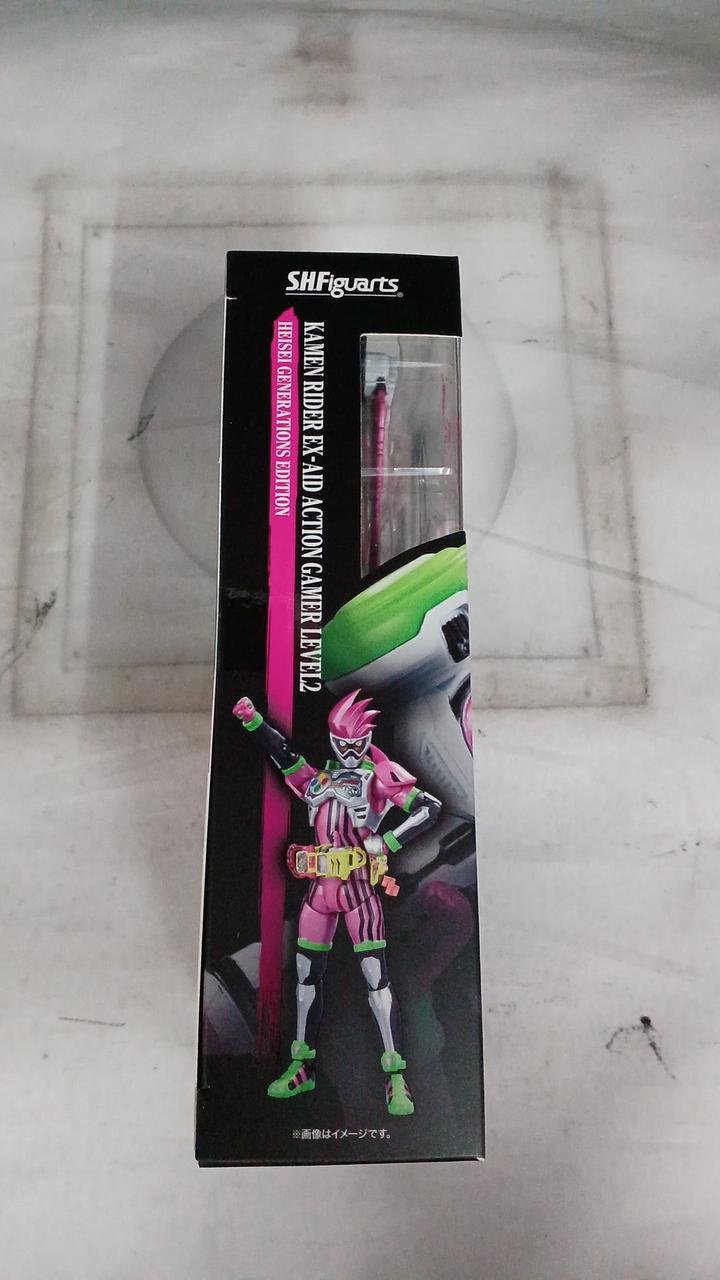 S.H.Figuarts®
KAMEN RIDER EX-AID ACTION GAMER LEVEL2
HEISEI GENERATIONS EDITION
※画像はイメージです。